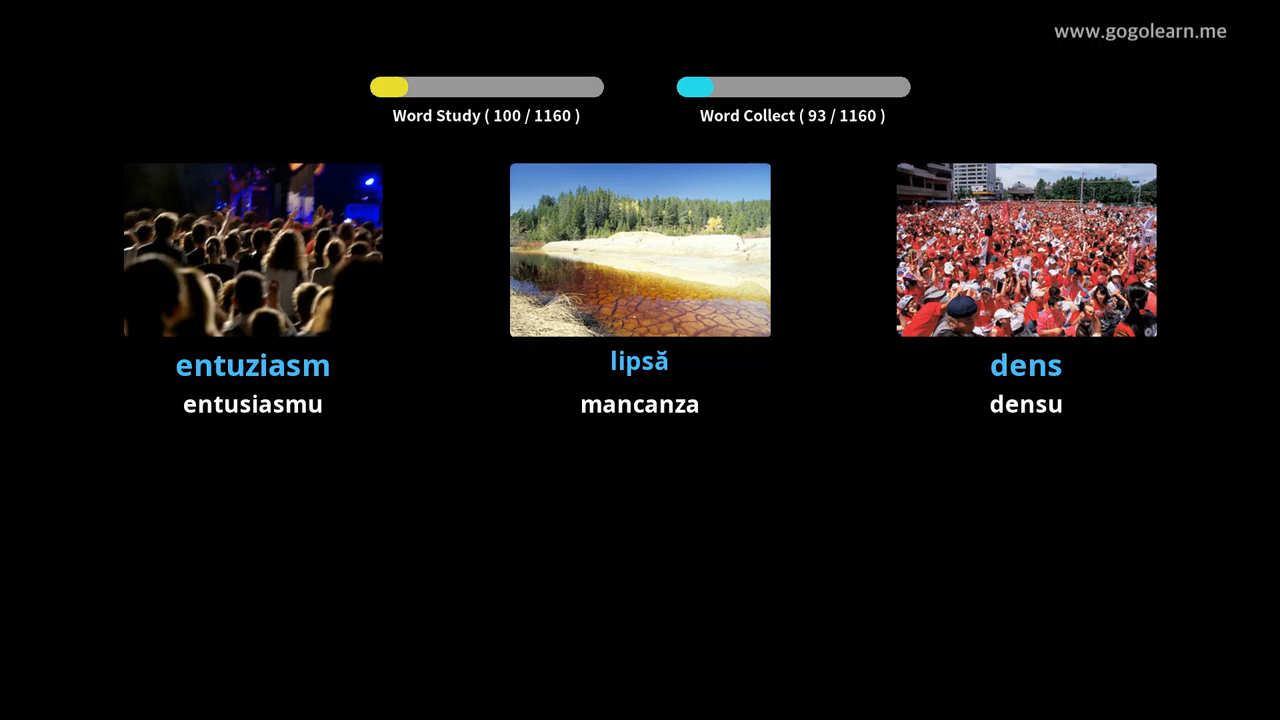 www.gogolearn.me
Word Study ( 100 / 1160 )
Word Collect ( 93 / 1160 )
entuziasm
entusiasmu
lipsă
mancanza
dens
densu